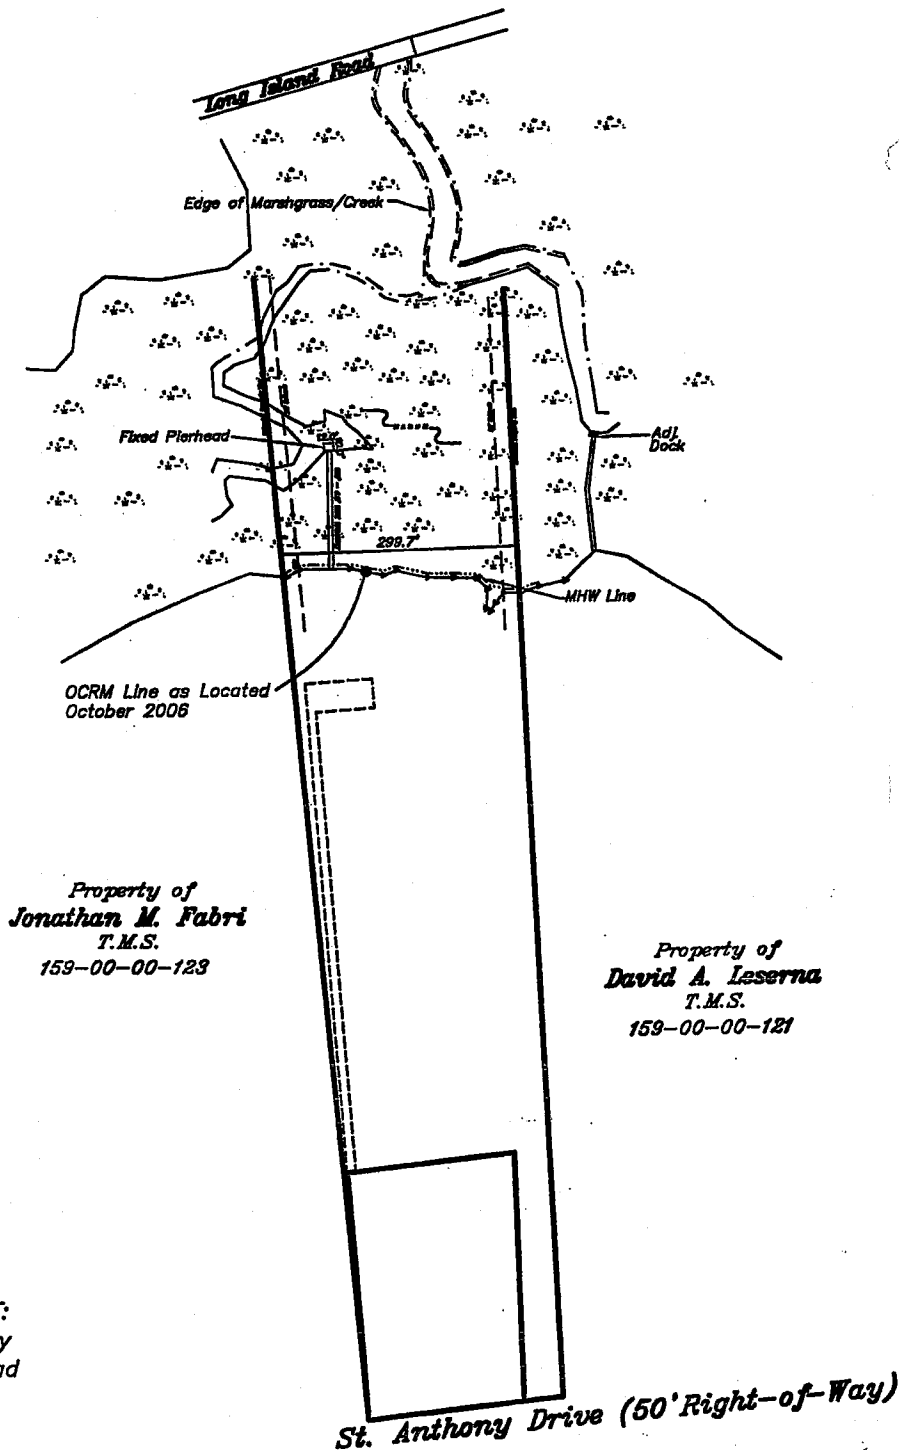 Long Island Road
Edge of Marshgrass/Creek
Fixed Pierhead
Adj.
Dock
299.7'
MHW Line
OCRM Line as Located
October 2006
Property of
Jonathan M. Fabri
T.M.S.
159-00-00-123
Property of
David A. Leserna
T.M.S.
159-00-00-121
St. Anthony Drive (50' Right-of-Way)